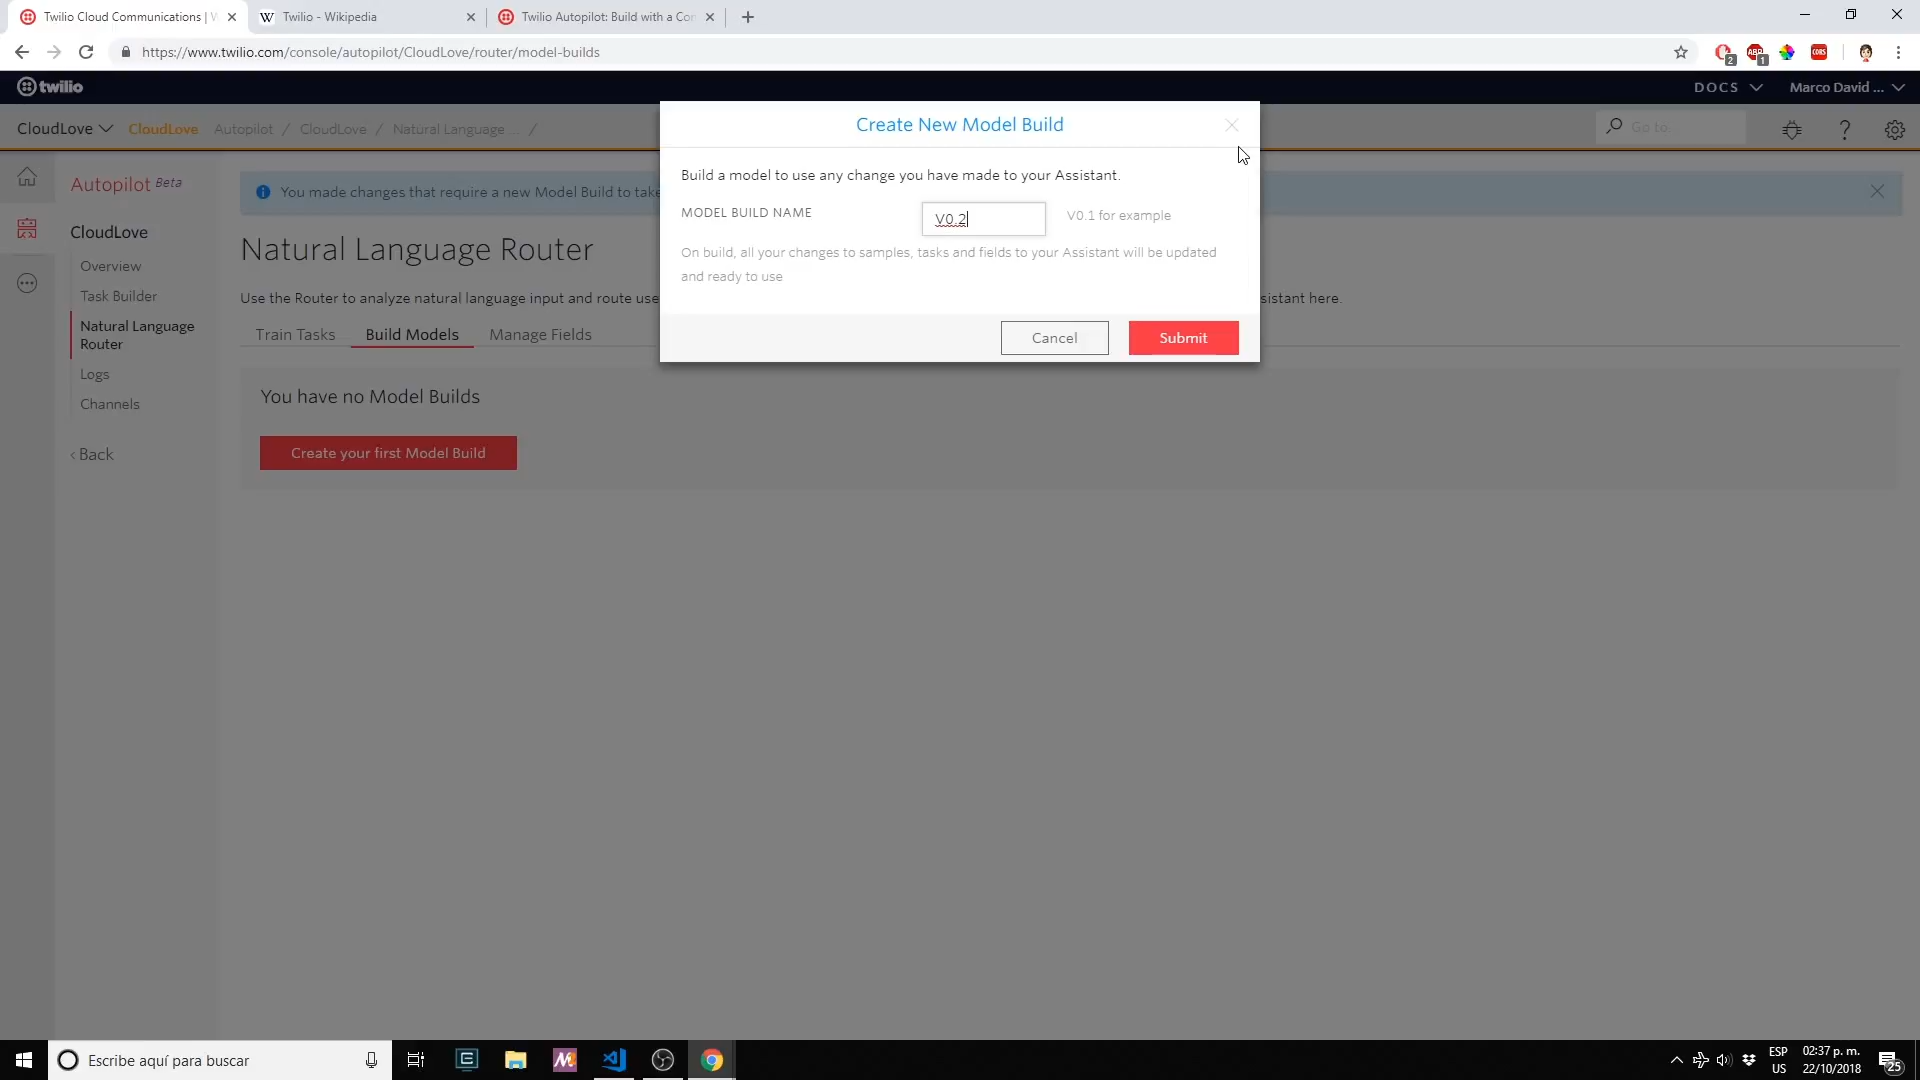 Twilio Cloud Communications |
Twilio - Wikipedia
Twilio Autopilot: Build with a Con
https://www.twilio.com/console/autopilot/CloudLove/router/model-builds
2
ABP
1
CORS
twilio
DOCS
Marco David ...
CloudLove
CloudLove
Autopilot /
CloudLove /
Natural Language ... /
Go to
Create New Model Build
Autopilot Beta
You made changes that require a new Model Build to take
Build a model to use any change you have made to your Assistant.
MODEL BUILD NAME
V0.2
V0.1 for example
On build, all your changes to samples, tasks and fields to your Assistant will be updated
and ready to use
Cancel
Submit
CloudLove
Overview
Task Builder
Natural Language
Router
Logs
Channels
‹ Back
Natural Language Router
Use the Router to analyze natural language input and route use
sistant here.
Train Tasks
Build Models
Manage Fields
You have no Model Builds
Create your first Model Build
Escribe aquí para buscar
ESP
US
02:37 p. m.
22/10/2018
25